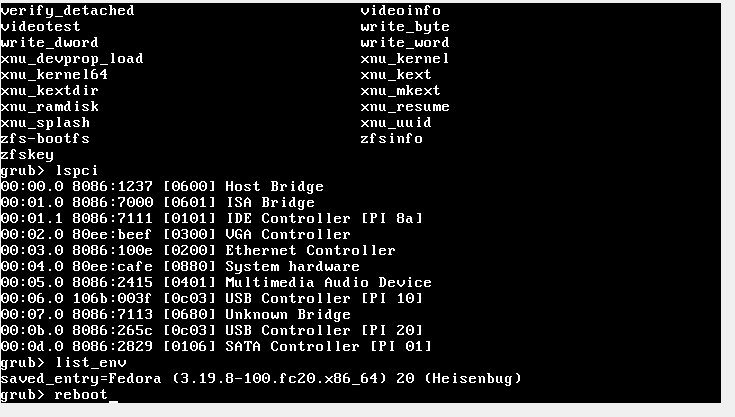 verify_detached videoinfo
videotest write_byte
write_dword write_word
xnu_devprop_load xnu_kernel
xnu_kernel64 xnu_kext
xnu_kextdir xnu_mkext
xnu_ramdisk xnu_resume
xnu_splash xnu_uuid
zfs-bootfs zfsinfo
zfskey
grub> lspci
00:00.0 8086:1237 [0600] Host Bridge
00:01.0 8086:7000 [0601] ISA Bridge
00:01.1 8086:7111 [0101] IDE Controller [PI 8a]
00:02.0 80ee:beef [0300] VGA Controller
00:03.0 8086:100e [0200] Ethernet Controller
00:04.0 80ee:cafe [0880] System hardware
00:05.0 8086:2415 [0401] Multimedia Audio Device
00:06.0 106b:003f [0c03] USB Controller [PI 10]
00:07.0 8086:7113 [0680] Unknown Bridge
00:0b.0 8086:265c [0c03] USB Controller [PI 20]
00:0d.0 8086:2829 [0106] SATA Controller [PI 01]
grub> list_env
saved_entry=Fedora (3.19.8-100.fc20.x86_64) 20 (Heisenbug)
grub> reboot_